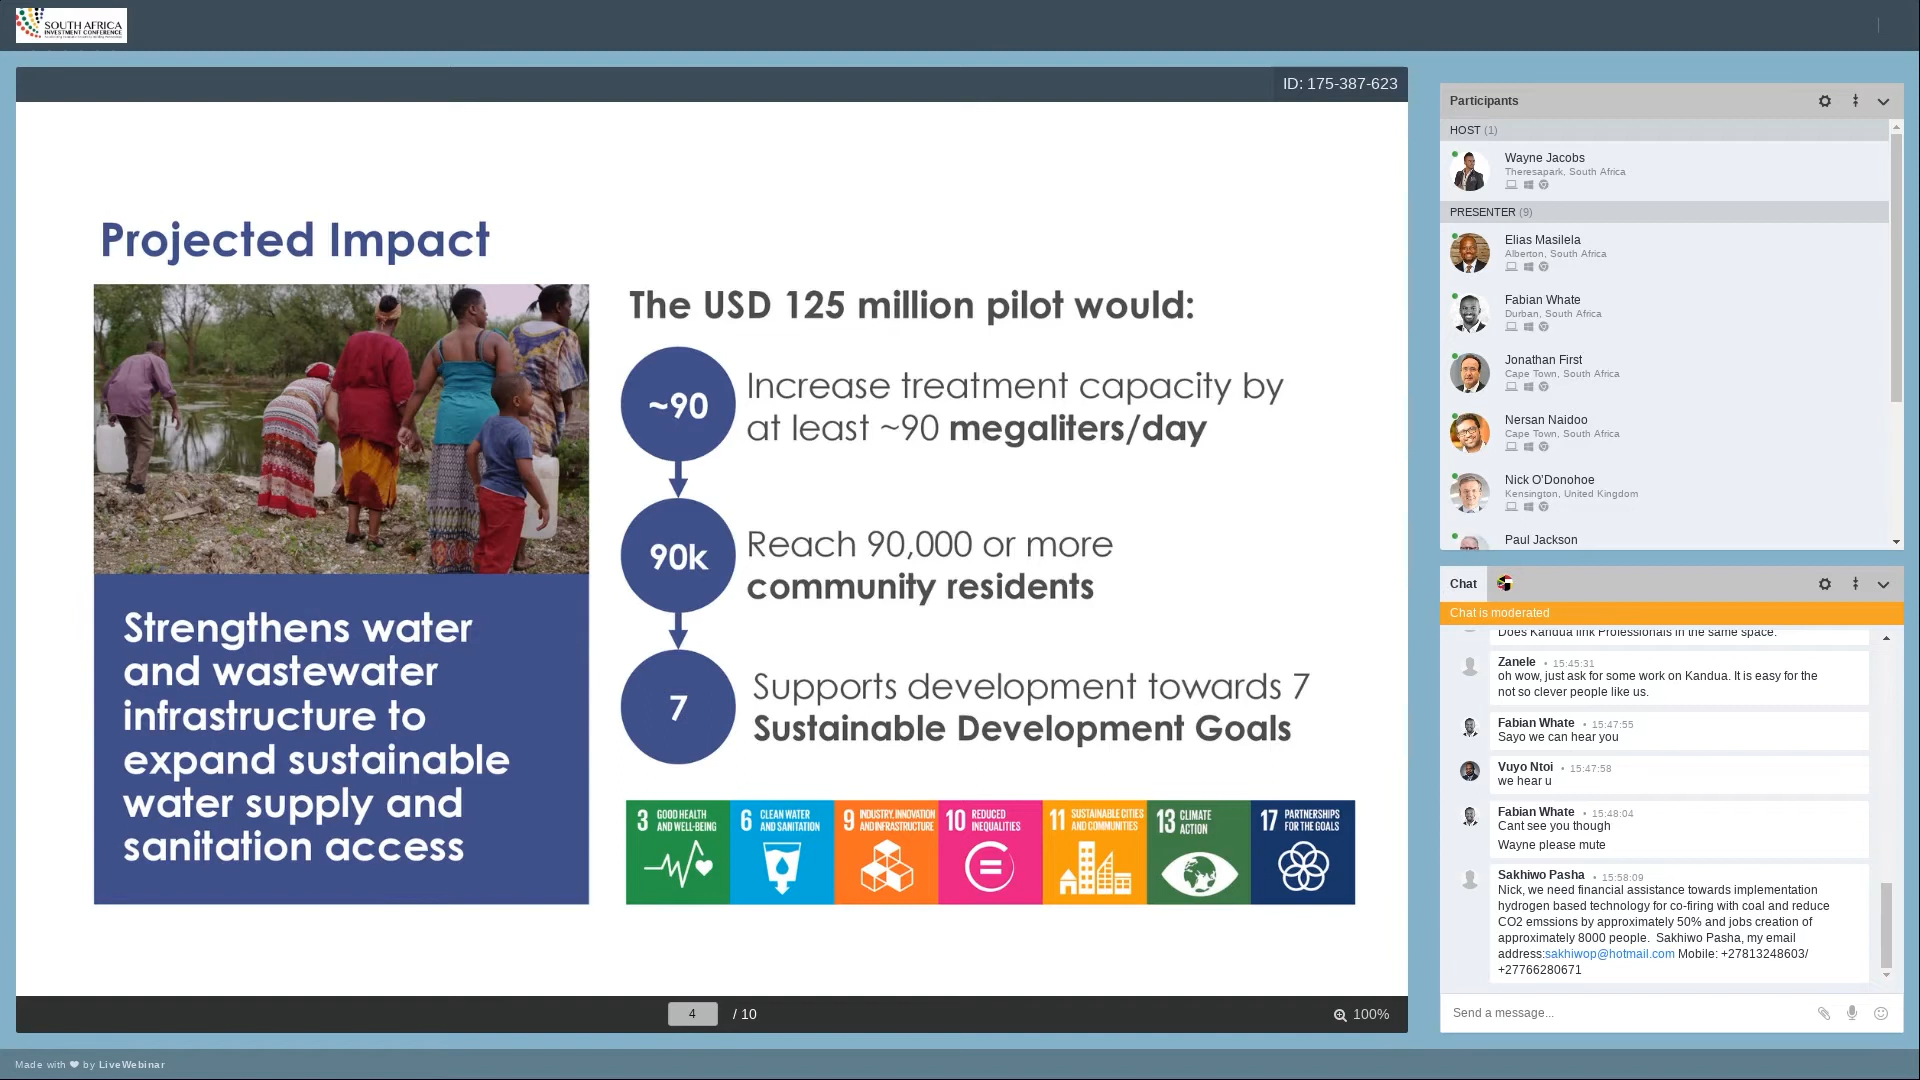 SOUTH AFRICA
INVESTMENT CONFERENCE
ID: 175-387-623
Projected Impact
Strengthens water
and wastewater
infrastructure to
expand sustainable
water supply and
sanitation access
The USD 125 million pilot would:
~90
Increase treatment capacity by
at least ~90 megaliters/day
90k
Reach 90,000 or more
community residents
7
Supports development towards 7
Sustainable Development Goals
3 GOOD HEALTH
AND WELL-BEING
6 CLEAN WATER
AND SANITATION
9 INDUSTRY, INNOVATION
AND INFRASTRUCTURE
10 REDUCED
INEQUALITIES
11 SUSTAINABLE CITIES
AND COMMUNITIES
13 CLIMATE
ACTION
17 PARTNERSHIPS
FOR THE GOALS
4 / 10
100%
Participants
HOST (1)
Wayne Jacobs
Theresapark, South Africa
PRESENTER (9)
Elias Masilela
Alberton, South Africa
Fabian Whate
Durban, South Africa
Jonathan First
Cape Town, South Africa
Nersan Naidoo
Cape Town, South Africa
Nick O'Donohoe
Kensington, United Kingdom
Paul Jackson
Chat
Chat is moderated
Does Kandua link Professionals in the same space.
Zanele • 15:45:31
oh wow, just ask for some work on Kandua. It is easy for the
not so clever people like us.
Fabian Whate • 15:47:55
Sayo we can hear you
Vuyo Ntoi • 15:47:58
we hear u
Fabian Whate • 15:48:04
Cant see you though
Wayne please mute
Sakhiwo Pasha • 15:58:09
Nick, we need financial assistance towards implementation
hydrogen based technology for co-firing with coal and reduce
CO2 emssions by approximately 50% and jobs creation of
approximately 8000 people. Sakhiwo Pasha, my email
address:sakhiwop@hotmail.com Mobile: +27813248603/
+27766280671
Send a message...
Made with ❤ by LiveWebinar